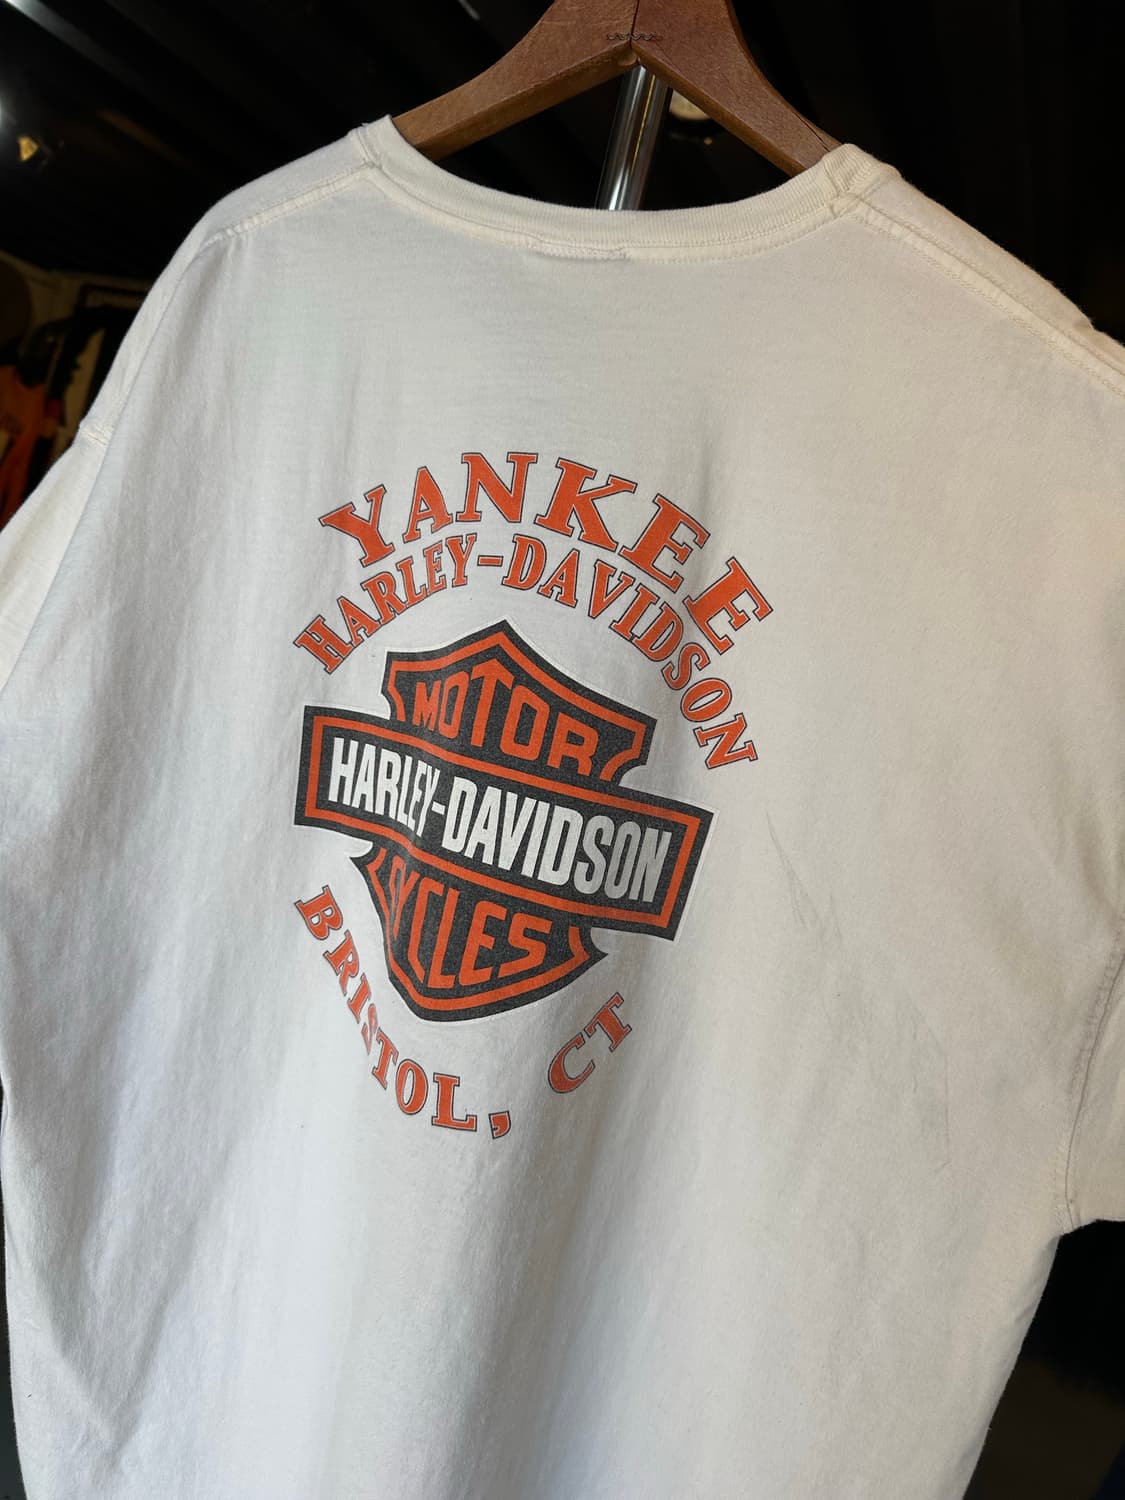 YANKEE
HARLEY-DAVIDSON
MOTOR
HARLEY-DAVIDSON
CYCLES
BRISTOL, CT